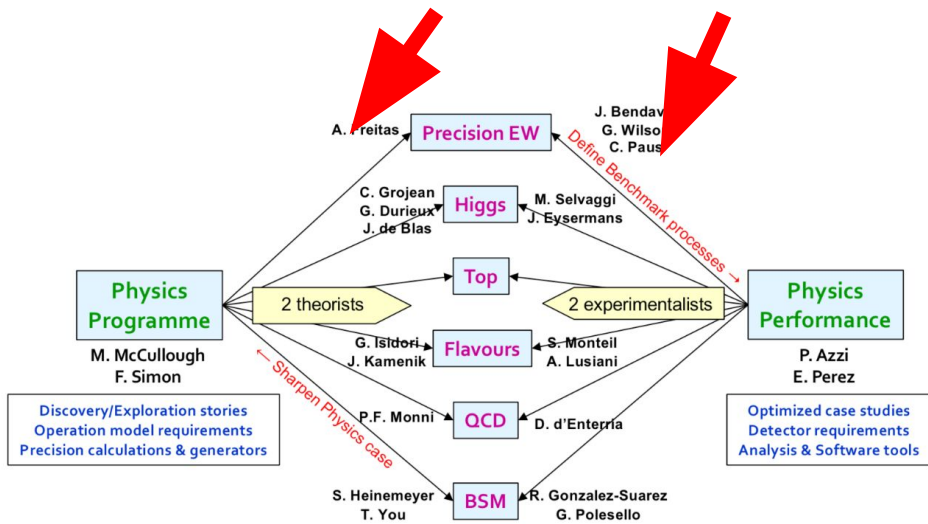 J. Bendav
A. Freitas
Precision EW
G. Wilso
C. Paus
Define Benchmark processes →
C. Grojean
G. Durieux
J. de Blas
Higgs
M. Selvaggi
J. Eysermans
Top
Physics
Programme
2 theorists
2 experimentalists
Physics
Performance
M. McCullough
F. Simon
G. Isidori
J. Kamenik
Flavours
S. Monteil
A. Lusiani
P. Azzi
E. Perez
← Sharpen Physics case
Discovery/Exploration stories
Operation model requirements
Precision calculations & generators
P.F. Monni
QCD
D. d'Enterria
Optimized case studies
Detector requirements
Analysis & Software tools
S. Heinemeyer
T. You
BSM
R. Gonzalez-Suarez
G. Polesello